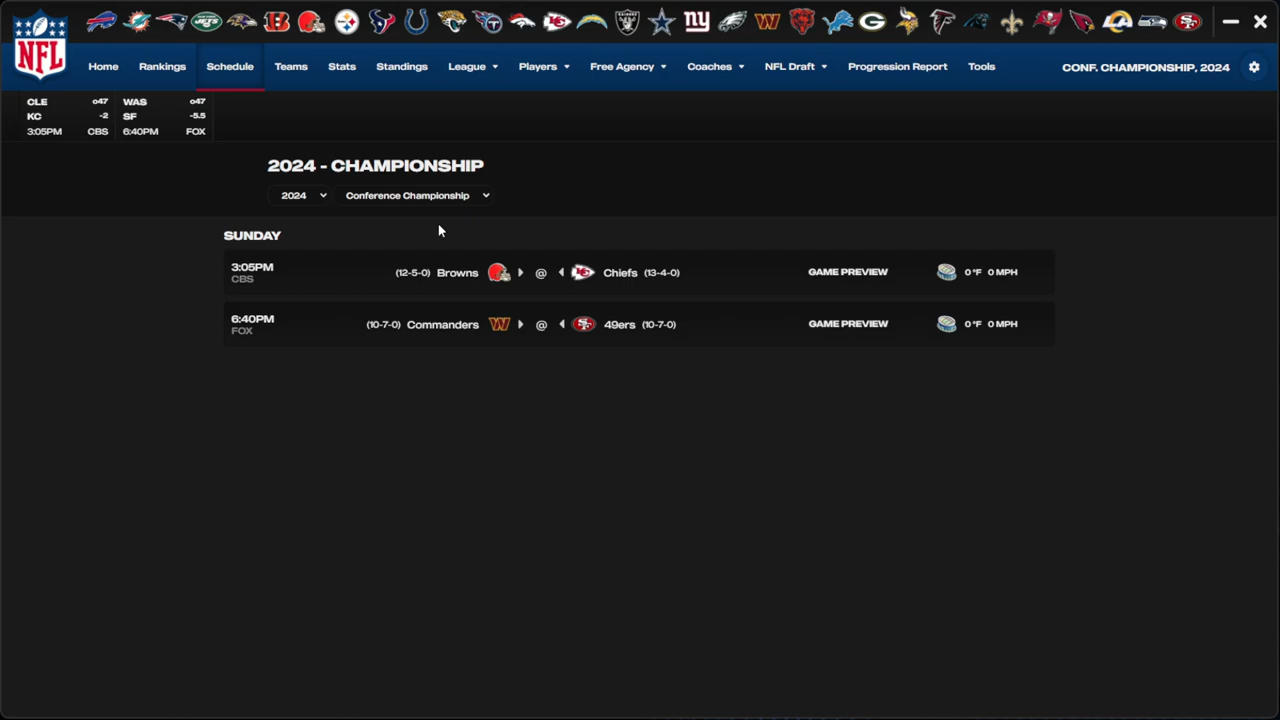 NFL
Home Rankings Schedule Teams Stats Standings League Players Free Agency Coaches NFL Draft Progression Report Tools CONF. CHAMPIONSHIP, 2024
CLE o47 WAS o47
KC -2 SF -5.5
3:05PM CBS 6:40PM FOX
2024 - CHAMPIONSHIP
2024 Conference Championship
SUNDAY
3:05PM (12-5-0) Browns @ Chiefs (13-4-0) GAME PREVIEW 0 °F 0 MPH
CBS
6:40PM (10-7-0) Commanders @ 49ers (10-7-0) GAME PREVIEW 0 °F 0 MPH
FOX